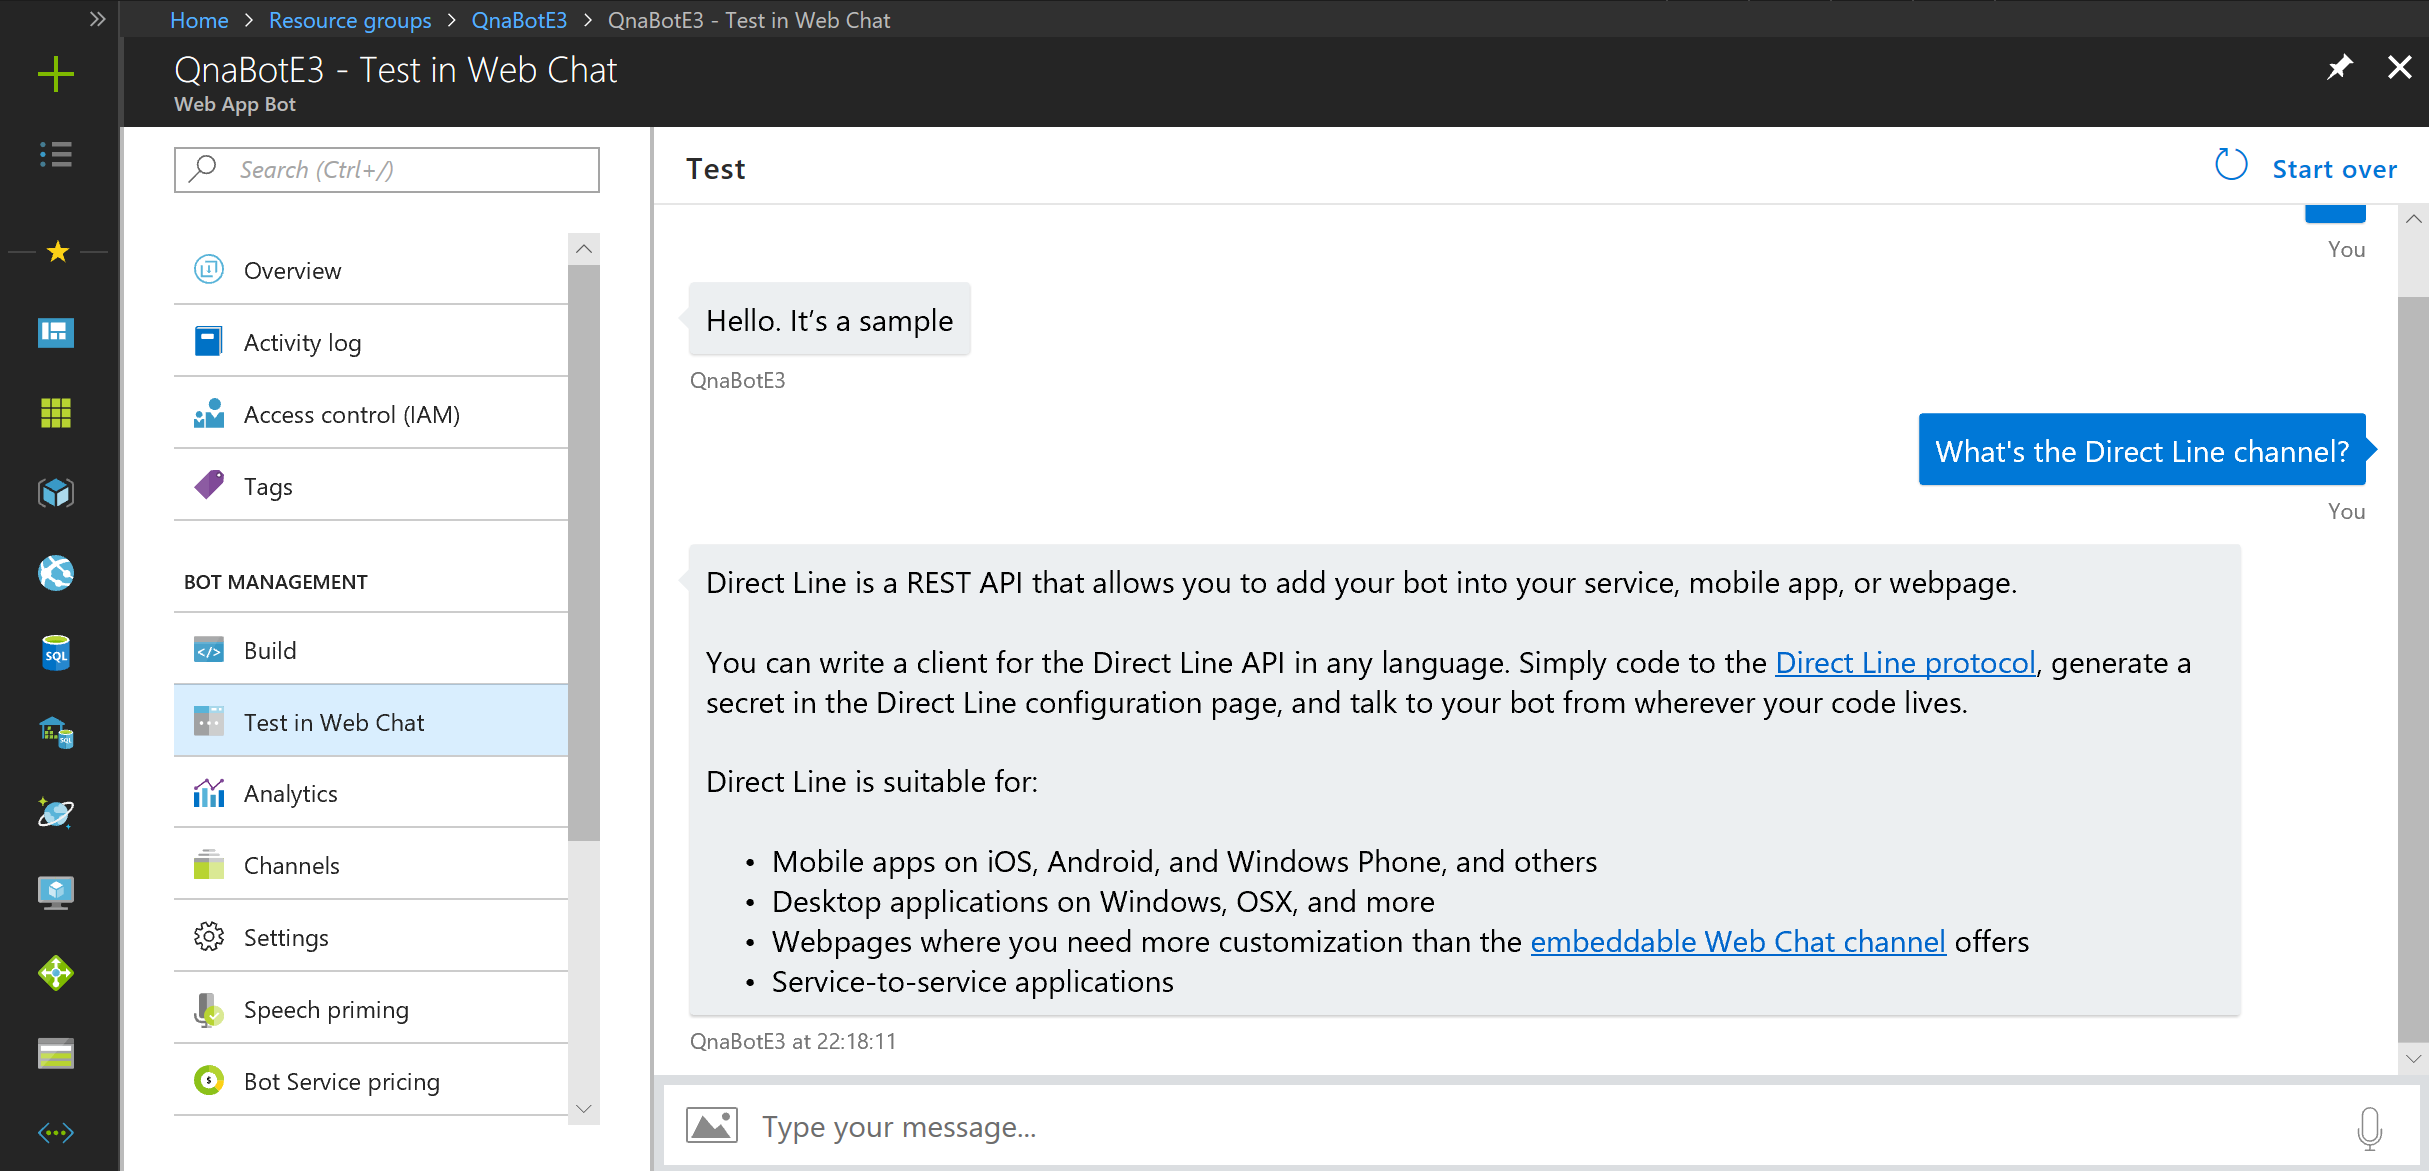 Home > Resource groups > QnaBotE3 > QnaBotE3 - Test in Web Chat
QnaBotE3 - Test in Web Chat
Web App Bot
Search (Ctrl+/)
Overview
Activity log
Access control (IAM)
Tags
BOT MANAGEMENT
Build
Test in Web Chat
Analytics
Channels
Settings
Speech priming
Bot Service pricing
SQL
SQL
Test
Start over
You
Hello. It’s a sample
QnaBotE3
What's the Direct Line channel?
You
Direct Line is a REST API that allows you to add your bot into your service, mobile app, or webpage.
You can write a client for the Direct Line API in any language. Simply code to the Direct Line protocol, generate a
secret in the Direct Line configuration page, and talk to your bot from wherever your code lives.
Direct Line is suitable for:
• Mobile apps on iOS, Android, and Windows Phone, and others
• Desktop applications on Windows, OSX, and more
• Webpages where you need more customization than the embeddable Web Chat channel offers
• Service-to-service applications
QnaBotE3 at 22:18:11
Type your message...